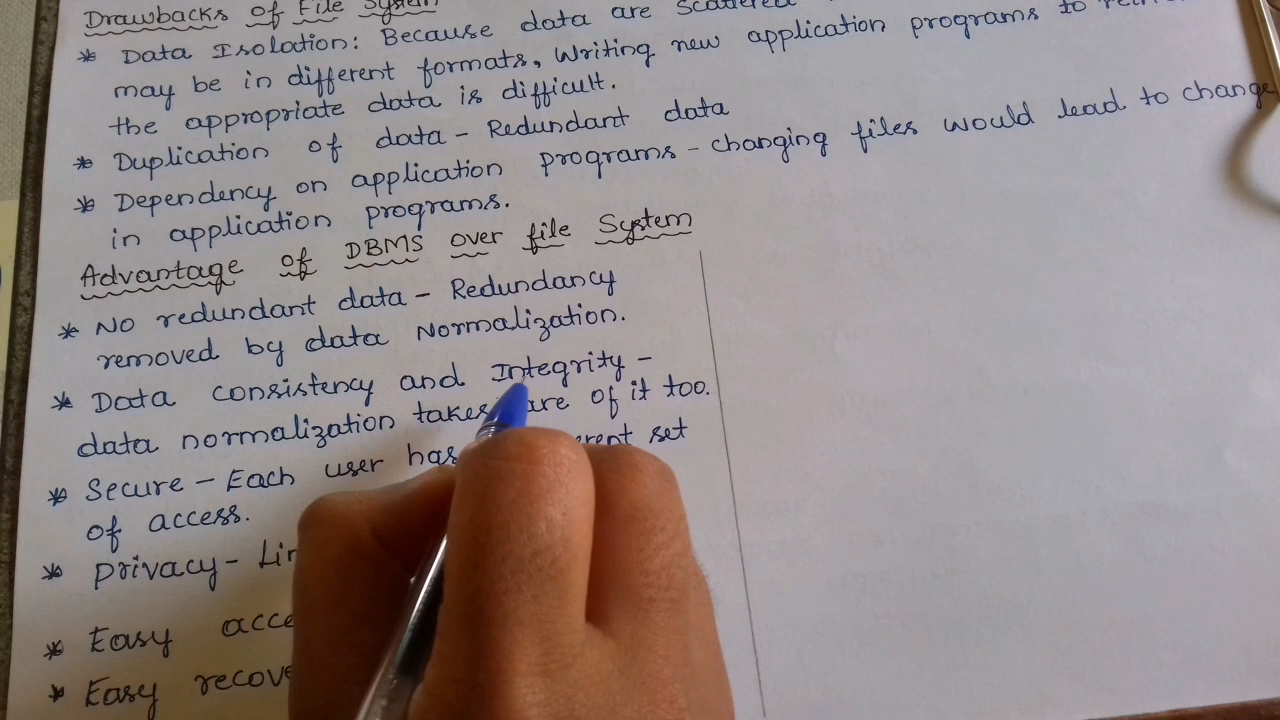 Drawbacks of File System
* Data Isolation: Because data are scattered
may be in different formats, writing new application programs to
the appropriate data is difficult.
* Duplication of data - Redundant data
* Dependency on application programs - changing files would lead to change
in application programs.
Advantage of DBMS over file System
* No redundant data - Redundancy
removed by data Normalization.
* Data consistency and Integrity -
data normalization takes care of it too.
* Secure - Each user has set
of access.
* Privacy -
* Easy
* Easy